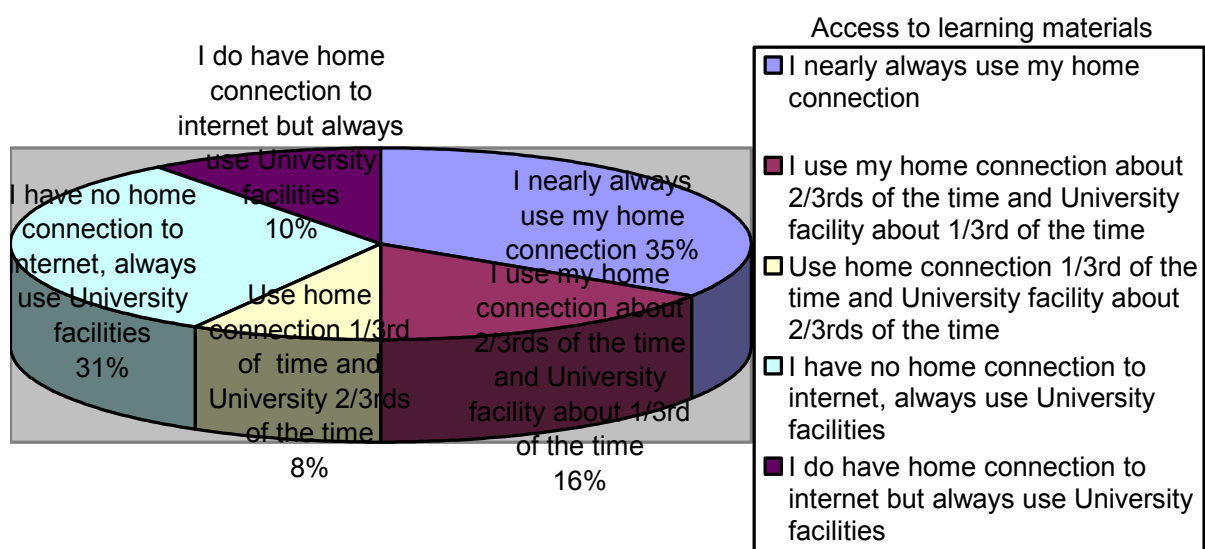 Access to learning materials
I do have home
connection to
internet but always
use University
facilities
10%
I nearly always
use my home
connection 35%
I use my home
connection about
2/3rds of the time
and University
facility about 1/3rd
of the time
16%
Use home
connection 1/3rd
of time and
University 2/3rds
of the time
8%
I have no home
connection to
internet, always
use University
facilities
31%
I nearly always use my home
connection
I use my home connection about
2/3rds of the time and University
facility about 1/3rd of the time
Use home connection 1/3rd of the
time and University facility about
2/3rds of the time
I have no home connection to
internet, always use University
facilities
I do have home connection to
internet but always use University
facilities